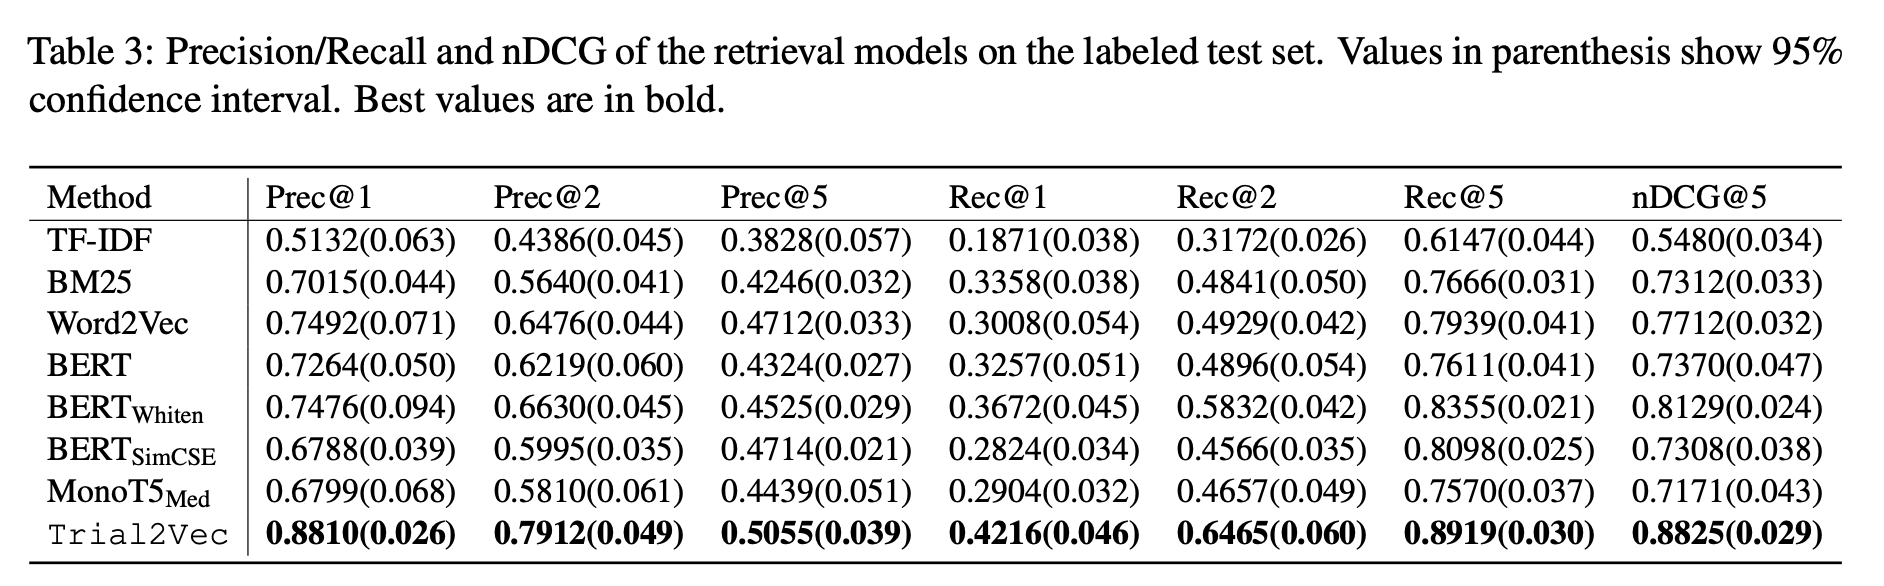 Table 3: Precision/Recall and nDCG of the retrieval models on the labeled test set. Values in parenthesis show 95%
confidence interval. Best values are in bold.
Method Prec@1 Prec@2 Prec@5 Rec@1 Rec@2 Rec@5 nDCG@5
TF-IDF 0.5132(0.063) 0.4386(0.045) 0.3828(0.057) 0.1871(0.038) 0.3172(0.026) 0.6147(0.044) 0.5480(0.034)
BM25 0.7015(0.044) 0.5640(0.041) 0.4246(0.032) 0.3358(0.038) 0.4841(0.050) 0.7666(0.031) 0.7312(0.033)
Word2Vec 0.7492(0.071) 0.6476(0.044) 0.4712(0.033) 0.3008(0.054) 0.4929(0.042) 0.7939(0.041) 0.7712(0.032)
BERT 0.7264(0.050) 0.6219(0.060) 0.4324(0.027) 0.3257(0.051) 0.4896(0.054) 0.7611(0.041) 0.7370(0.047)
BERTWhiten 0.7476(0.094) 0.6630(0.045) 0.4525(0.029) 0.3672(0.045) 0.5832(0.042) 0.8355(0.021) 0.8129(0.024)
BERTSimCSE 0.6788(0.039) 0.5995(0.035) 0.4714(0.021) 0.2824(0.034) 0.4566(0.035) 0.8098(0.025) 0.7308(0.038)
MonoT5Med 0.6799(0.068) 0.5810(0.061) 0.4439(0.051) 0.2904(0.032) 0.4657(0.049) 0.7570(0.037) 0.7171(0.043)
Trial2Vec 0.8810(0.026) 0.7912(0.049) 0.5055(0.039) 0.4216(0.046) 0.6465(0.060) 0.8919(0.030) 0.8825(0.029)